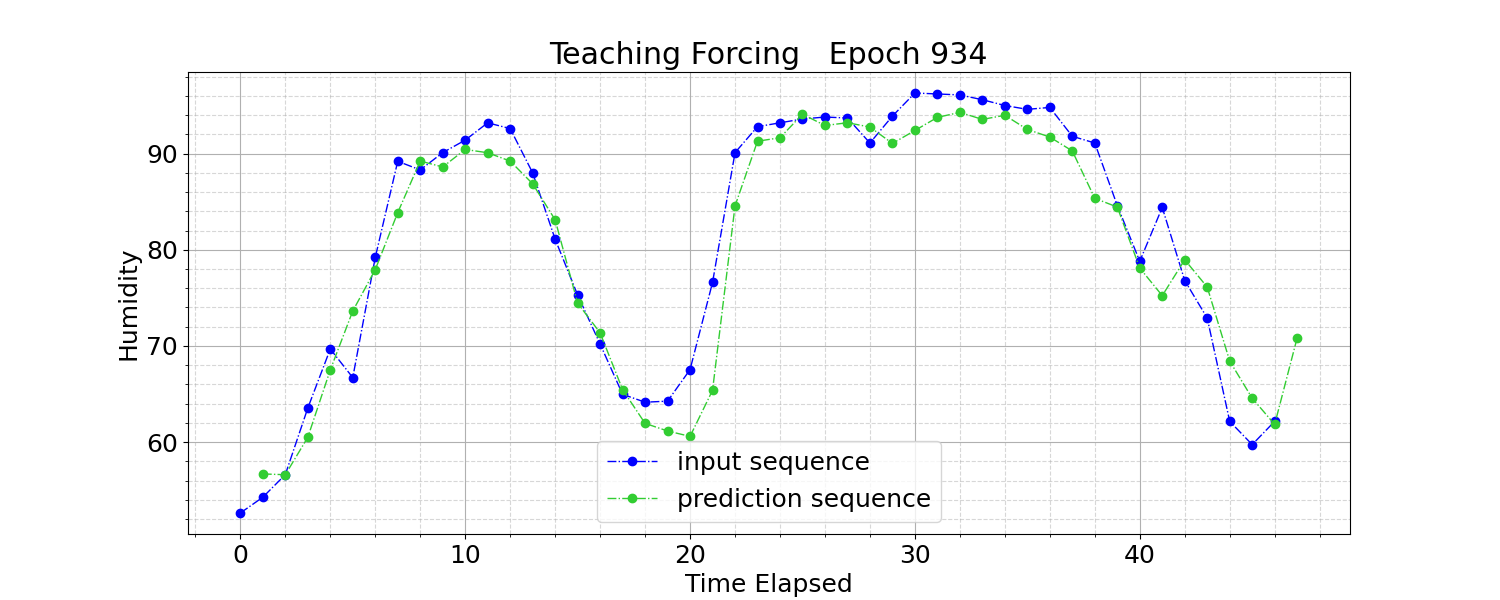 Teaching Forcing   Epoch 934
Humidity
90
80
70
60
input sequence
prediction sequence
0 10 20 30 40
Time Elapsed